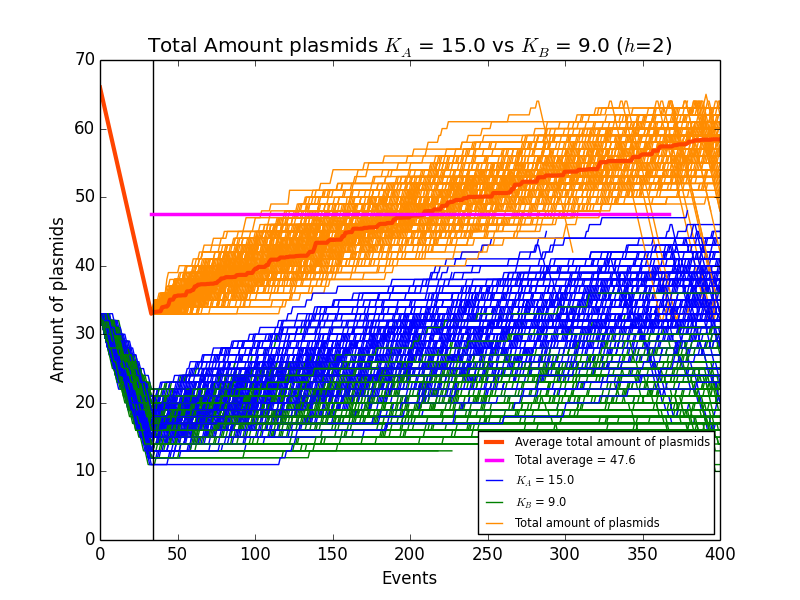 Total Amount plasmids K_A = 15.0 vs K_B = 9.0 (h=2)
70
60
50
40
30
20
10
0
Amount of plasmids
Average total amount of plasmids
Total average = 47.6
K_A = 15.0
K_B = 9.0
Total amount of plasmids
0 50 100 150 200 250 300 350 400
Events